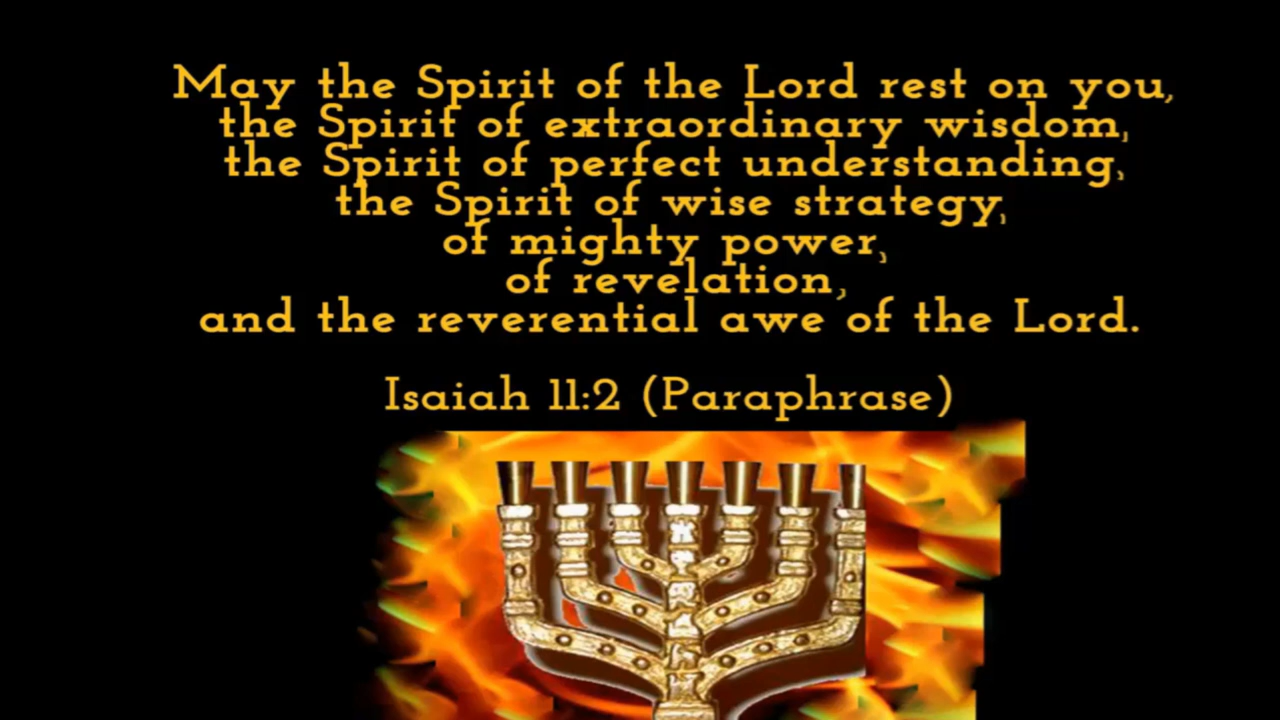 May the Spirit of the Lord rest on you,
the Spirit of extraordinary wisdom,
the Spirit of perfect understanding,
the Spirit of wise strategy,
of mighty power,
of revelation,
and the reverential awe of the Lord.
Isaiah 11:2 (Paraphrase)